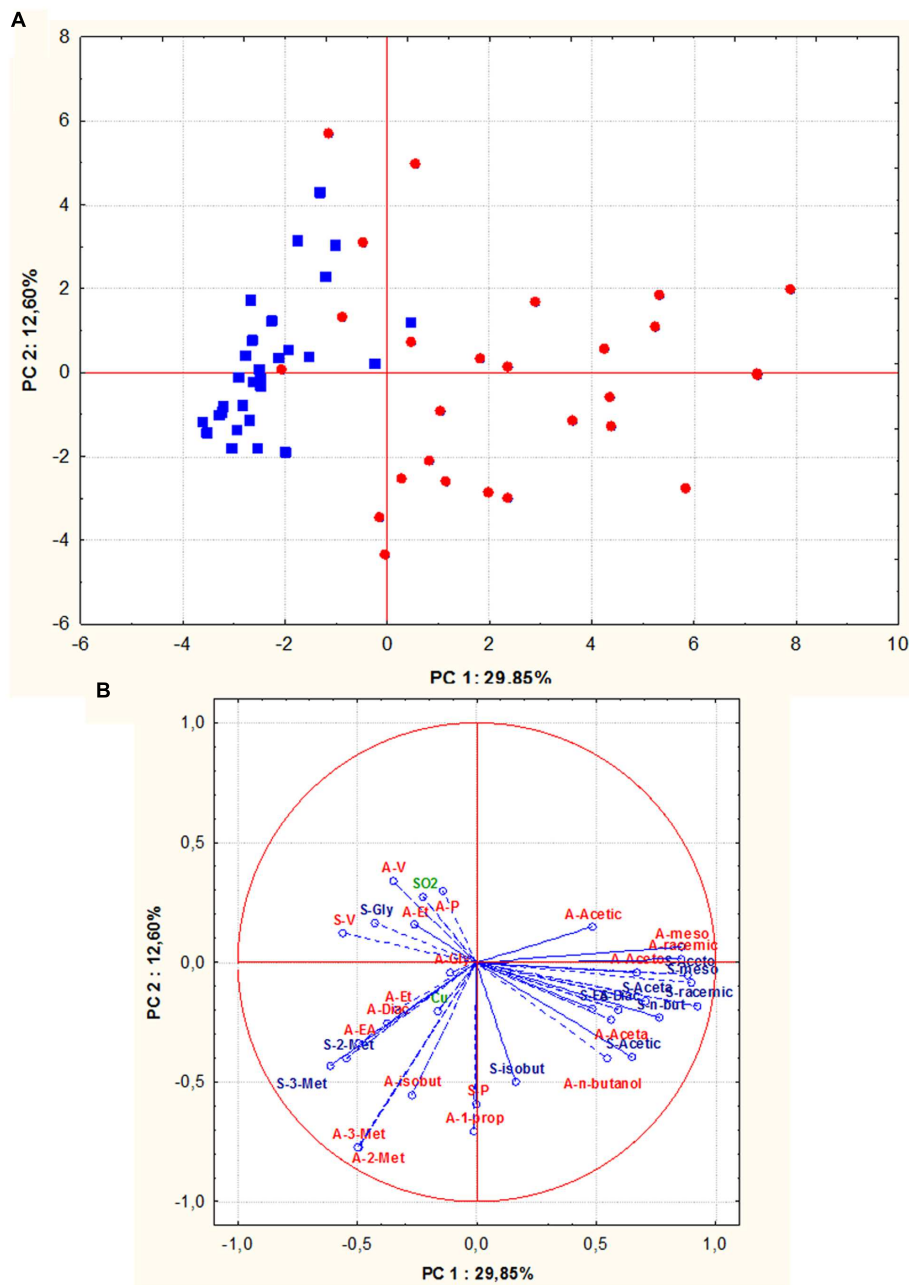 A
8
6
4
2
0
-2
-4
-6
PC 2: 12,60%
-6 -4 -2 0 2 4 6 8 10
PC 1: 29.85%
B
1,0
0,5
0,0
-0,5
-1,0
PC 2 : 12,60%
A-V
SO2
A-P
S-Gly
A-Et
S-V
A-Acetic
A-meso
A-racemic
A-Gly
A-Aceto
S-Aceto
S-meso
S-Aceta
S-racemic
A-Et
Cu
A-Diac
S-n-but
A-EA
A-Aceta
S-2-Met
S-Acetic
S-3-Met
A-isobut
S-isobut
S-P
A-n-butanol
A-1-prop
A-3-Met
A-2-Met
-1,0 -0,5 0,0 0,5 1,0
PC 1 : 29,85%